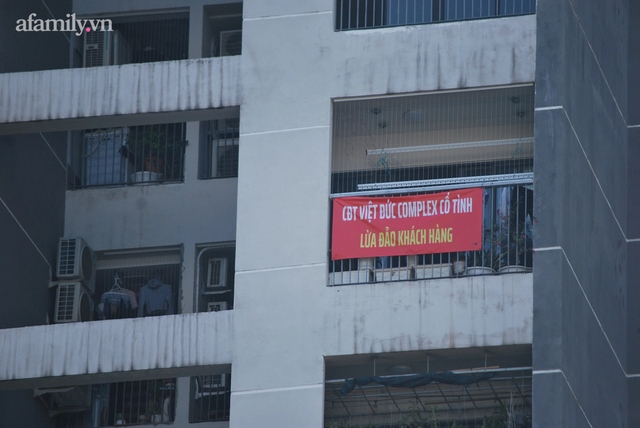 afamily.vn
CĐT VIỆT ĐỨC COMPLEX CỐ TÌNH
LỪA ĐẢO KHÁCH HÀNG